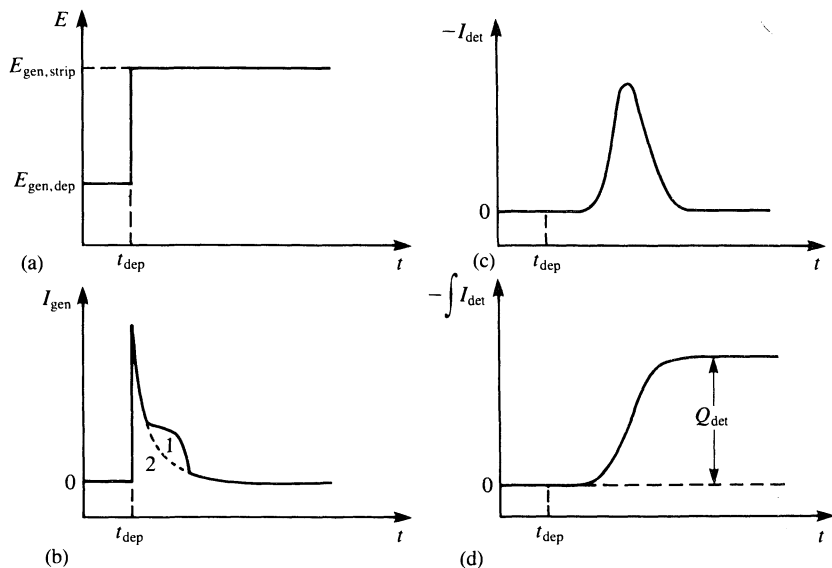 E
E_gen,strip
E_gen,dep
t_dep
t
(a)
I_gen
0
1
2
t_dep
t
(b)
−I_det
0
t_dep
t
(c)
−∫I_det
Q_det
0
t_dep
t
(d)